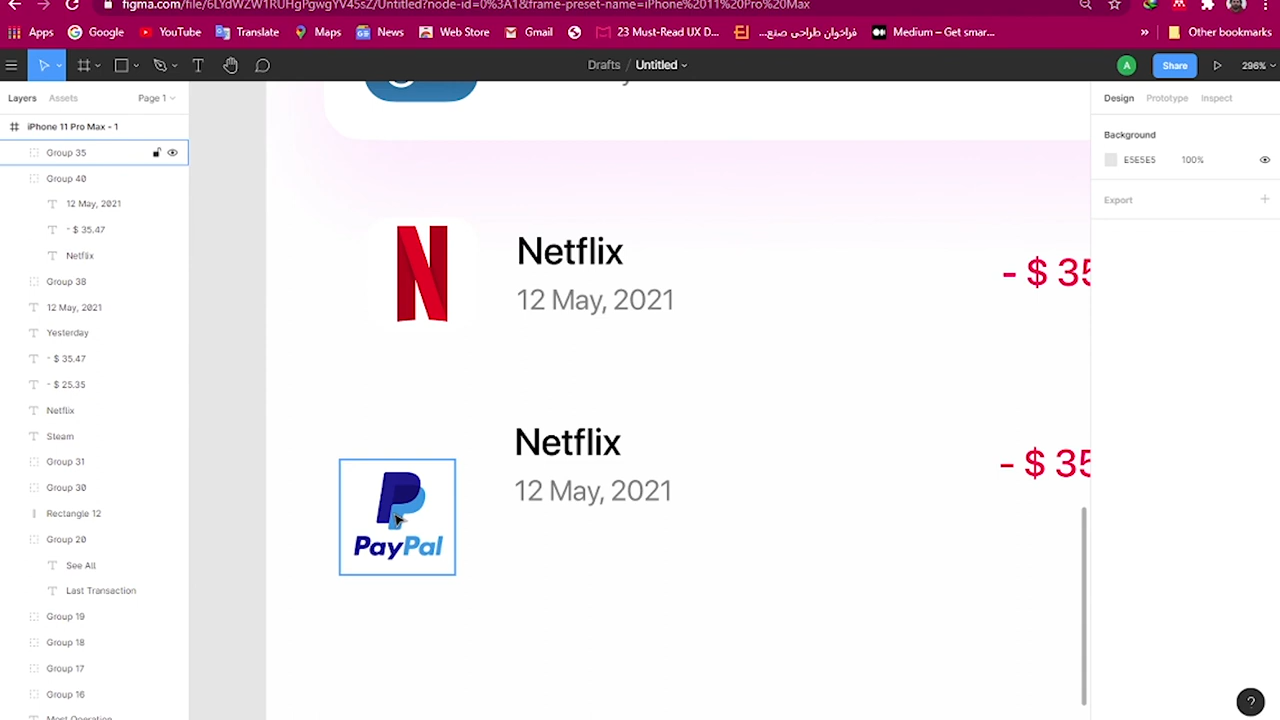 figma.com/file/6LYdWZW1RUHgPgwgYV45sZ/Untitled?node-id=0%3A1&frame-preset-name=iPhone%2011%20Pro%20Max
Apps Google YouTube Translate Maps News Web Store Gmail 23 Must-Read UX D... فراخوان طراحی صنع... Medium – Get smar... » Other bookmarks
T Drafts / Untitled A Share 296%
Layers Assets Page 1 Design Prototype Inspect
iPhone 11 Pro Max - 1
Background
Group 35
E5E5E5 100%
Group 40
12 May, 2021
Export +
- $ 35.47
Netflix
Group 38
12 May, 2021
Yesterday
- $ 35.47
- $ 25.35
Netflix
Steam
Group 31
Group 30
Rectangle 12
Group 20
See All
Last Transaction
Group 19
Group 18
Group 17
Group 16
Most Operation
N
Netflix
12 May, 2021
- $ 35
Netflix
12 May, 2021
- $ 35
P
PayPal
?